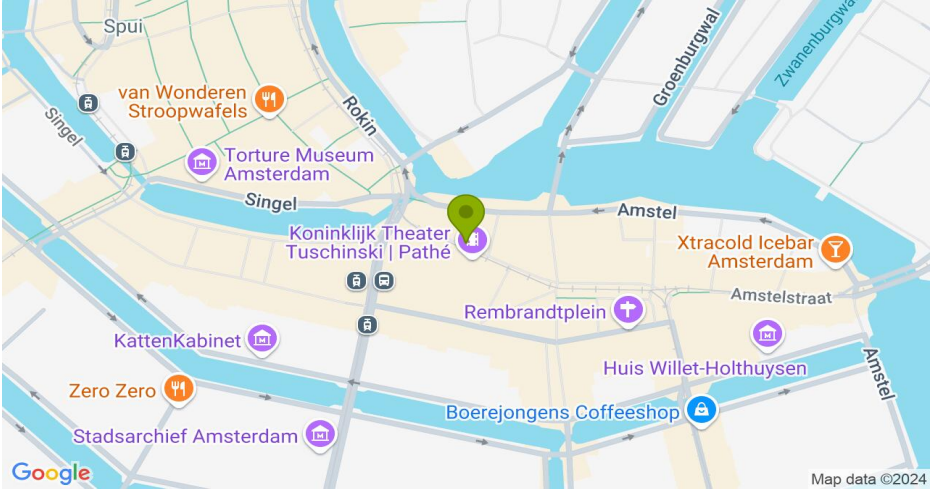 Spui
van Wonderen
Stroopwafels
Singel
Rokin
Groenburgwal
Zwanenburgwal
Torture Museum
Amsterdam
Singel
Amstel
Koninklijk Theater
Tuschinski | Pathé
Xtracold Icebar
Amsterdam
Amstelstraat
Rembrandtplein
KattenKabinet
Huis Willet-Holthuysen
Amstel
Zero Zero
Boerejongens Coffeeshop
Stadsarchief Amsterdam
Google
Map data ©2024